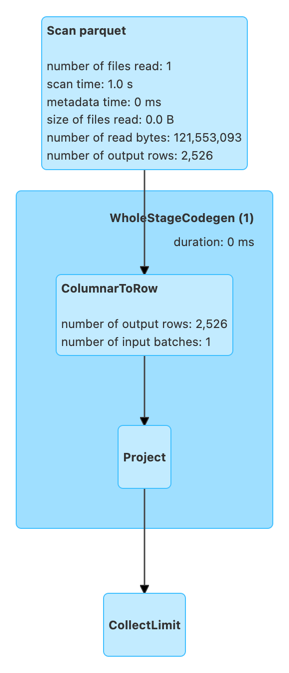 Scan parquet
number of files read: 1
scan time: 1.0 s
metadata time: 0 ms
size of files read: 0.0 B
number of read bytes: 121,553,093
number of output rows: 2,526
WholeStageCodegen (1)
duration: 0 ms
ColumnarToRow
number of output rows: 2,526
number of input batches: 1
Project
CollectLimit